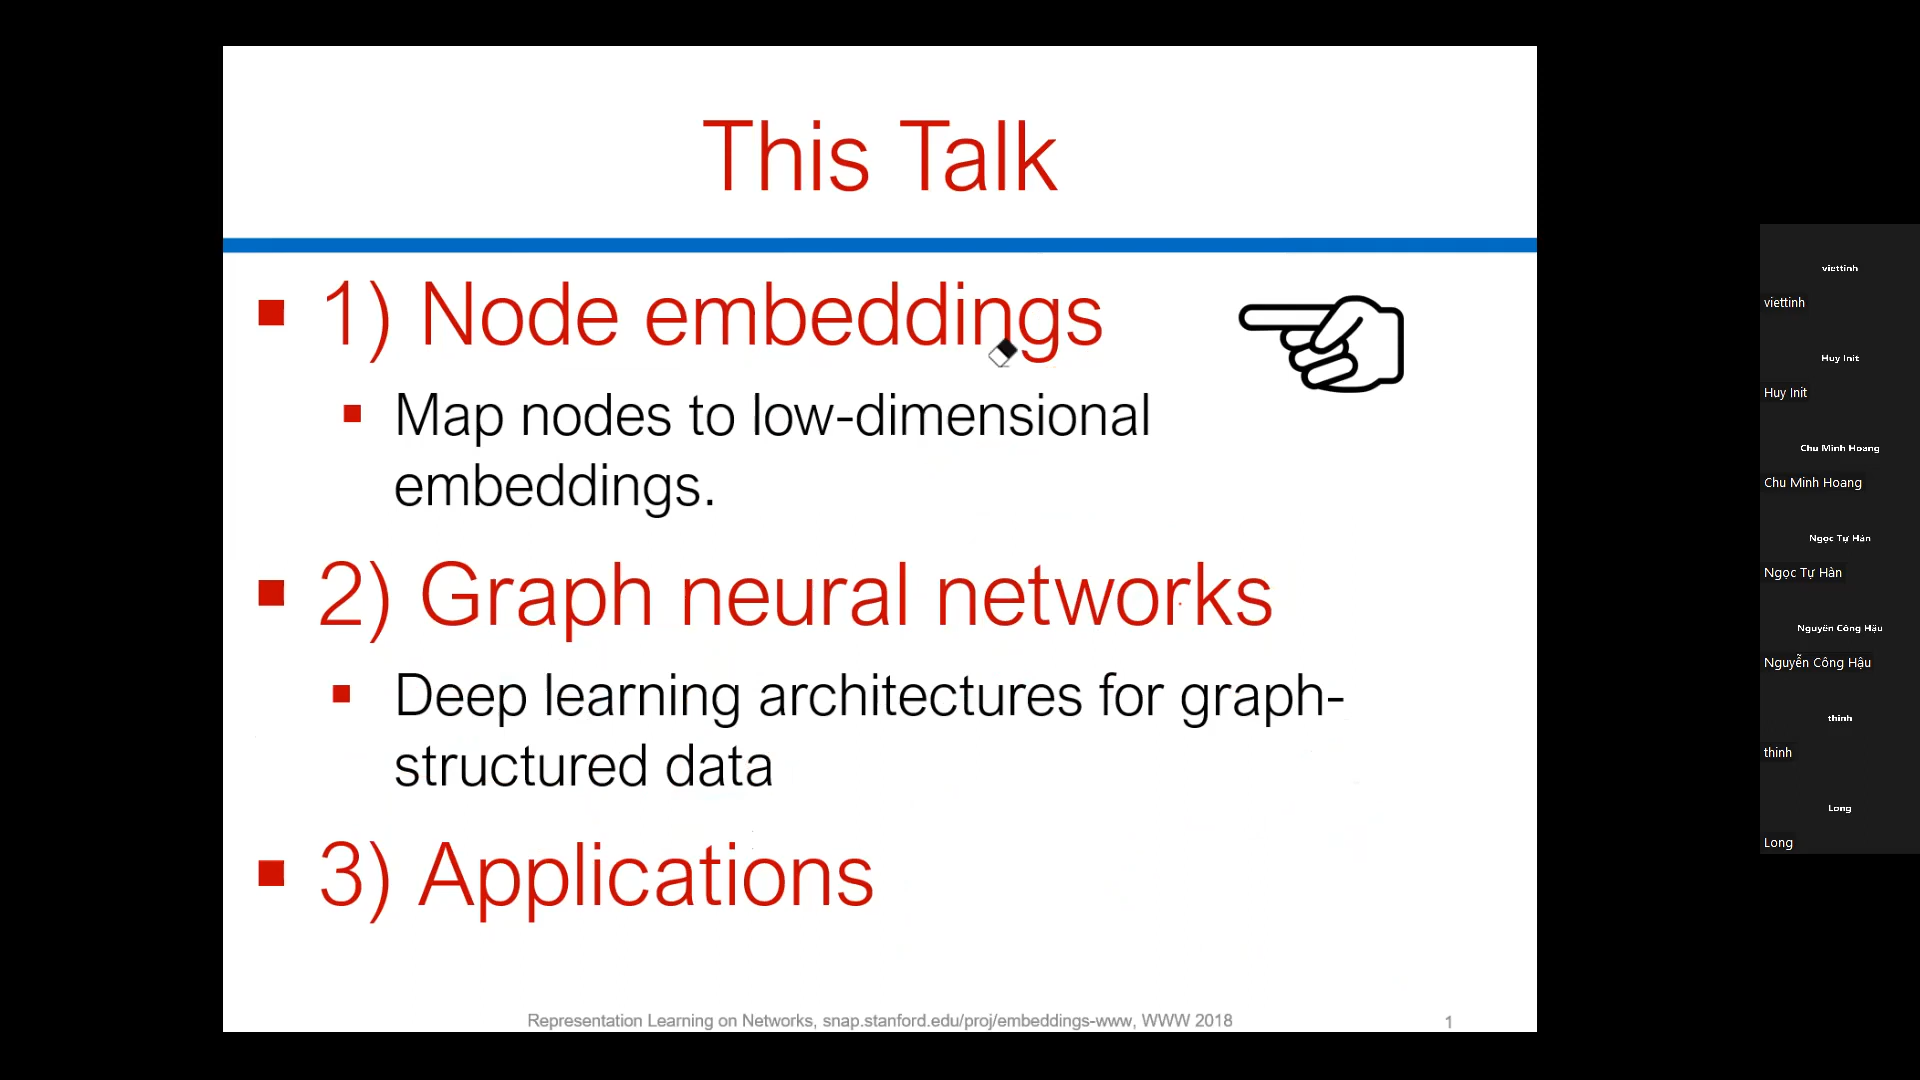 This Talk
1) Node embeddings
Map nodes to low-dimensional
embeddings.
2) Graph neural networks
Deep learning architectures for graph-
structured data
3) Applications
Representation Learning on Networks, snap.stanford.edu/proj/embeddings-www, WWW 2018
1
viettinh
viettinh
Huy Init
Huy Init
Chu Minh Hoang
Chu Minh Hoang
Ngọc Tự Hàn
Ngọc Tự Hàn
Nguyễn Công Hậu
Nguyễn Công Hậu
thinh
thinh
Long
Long